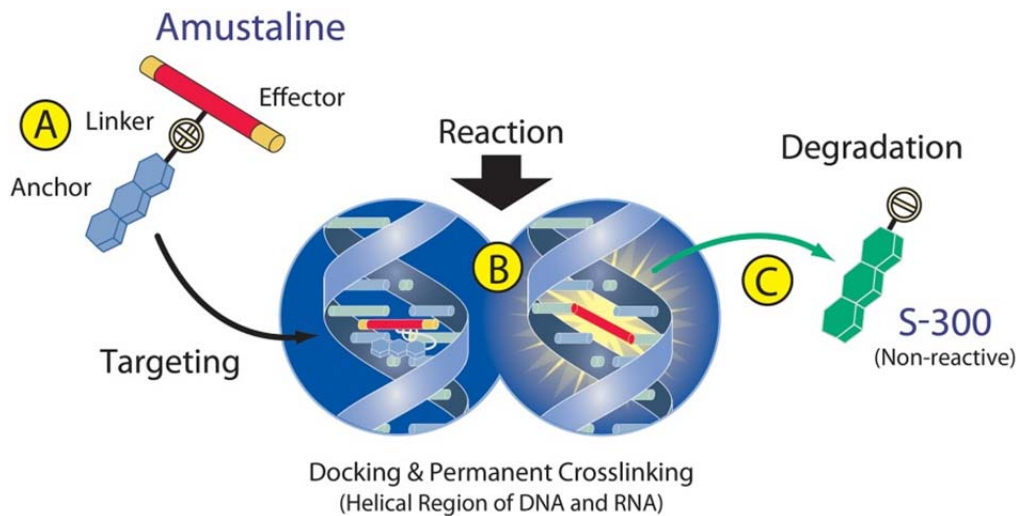 Amustaline
A
Linker
Effector
Anchor
Targeting
Reaction
B
Docking & Permanent Crosslinking
(Helical Region of DNA and RNA)
Degradation
C
S-300
(Non-reactive)